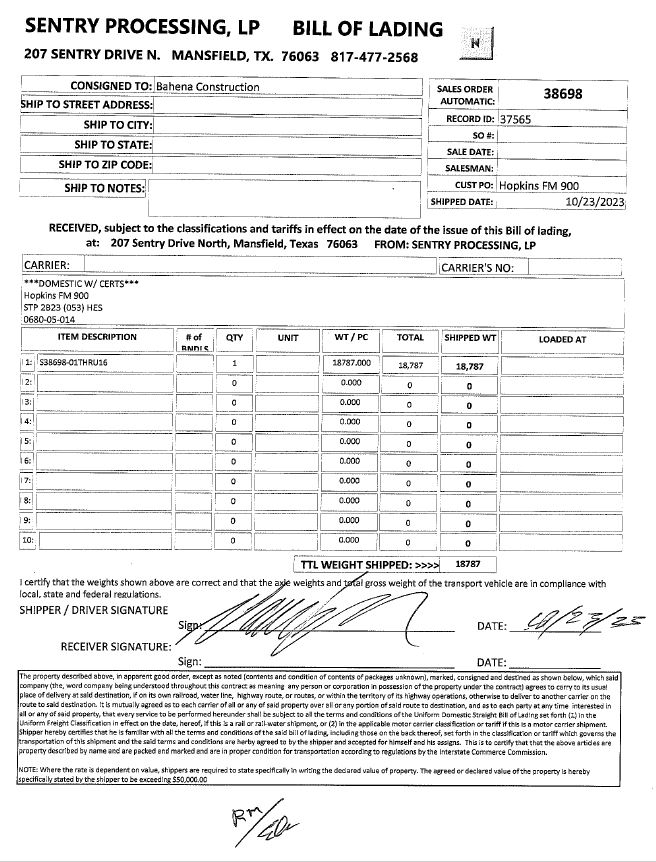 SENTRY PROCESSING, LP BILL OF LADING
207 SENTRY DRIVE N. MANSFIELD, TX. 76063 817-477-2568
CONSIGNED TO: Bahena Construction
SHIP TO STREET ADDRESS:
SHIP TO CITY:
SHIP TO STATE:
SHIP TO ZIP CODE:
SHIP TO NOTES:
SALES ORDER AUTOMATIC: 38698
RECORD ID: 37565
SO #:
SALE DATE:
SALESMAN:
CUST PO: Hopkins FM 900
SHIPPED DATE: 10/23/2023
RECEIVED, subject to the classifications and tariffs in effect on the date of the issue of this Bill of lading,
at: 207 Sentry Drive North, Mansfield, Texas 76063 FROM: SENTRY PROCESSING, LP
CARRIER: CARRIER'S NO:
***DOMESTIC W/ CERTS***
Hopkins FM 900
STP 2B23 (053) HES
0680-05-014
ITEM DESCRIPTION # of BNDLS QTY UNIT WT / PC TOTAL SHIPPED WT LOADED AT
1: S38698-01THRU16 1 18787.000 18,787 18,787
2: 0 0.000 0 0
3: 0 0.000 0 0
4: 0 0.000 0 0
5: 0 0.000 0 0
6: 0 0.000 0 0
7: 0 0.000 0 0
8: 0 0.000 0 0
9: 0 0.000 0 0
10: 0 0.000 0 0
TTL WEIGHT SHIPPED: >>>> 18787
I certify that the weights shown above are correct and that the axle weights and total gross weight of the transport vehicle are in compliance with
local, state and federal regulations.
SHIPPER / DRIVER SIGNATURE
Sign: DATE: 10/23/23
RECEIVER SIGNATURE:
Sign: DATE:
The property described above, in apparent good order, except as noted (contents and condition of contents of packages unknown), marked, consigned and destined as shown below, which said
company (the, word company being understood throughout this contract as meaning any person or corporation in possession of the property under the contract) agrees to carry to its usual
place of delivery at said destination, if on its own railroad, water line, highway route, or routes, or within the territory of its highway operations, otherwise to deliver to another carrier on the
route to said destination. It is mutually agreed as to each carrier of all or any of said property over all or any portion of said route to destination, and as to each party at any time interested in
all or any of said property, that every service to be performed hereunder shall be subject to all the terms and conditions of the Uniform Domestic Straight Bill of Lading set forth (1) in the
Uniform Freight Classification in effect on the date, hereof, if this is a rail or rail-water shipment, or (2) in the applicable motor carrier classification or tariff if this is a motor carrier shipment.
Shipper hereby certifies that he is familiar with all the terms and conditions of the said bill of lading, including those on the back thereof, set forth in the classification or tariff which governs the
transportation of this shipment and the said terms and conditions are herby agreed to by the shipper and accepted for himself and his assigns. This is to certify that the above articles are
property described by name and are packed and marked and are in proper condition for transportation according to regulations by the Interstate Commerce Commission.
NOTE: Where the rate is dependent on value, shippers are required to state specifically in writing the declared value of property. The agreed or declared value of the property is hereby
specifically stated by the shipper to be exceeding $50,000.00
RM/